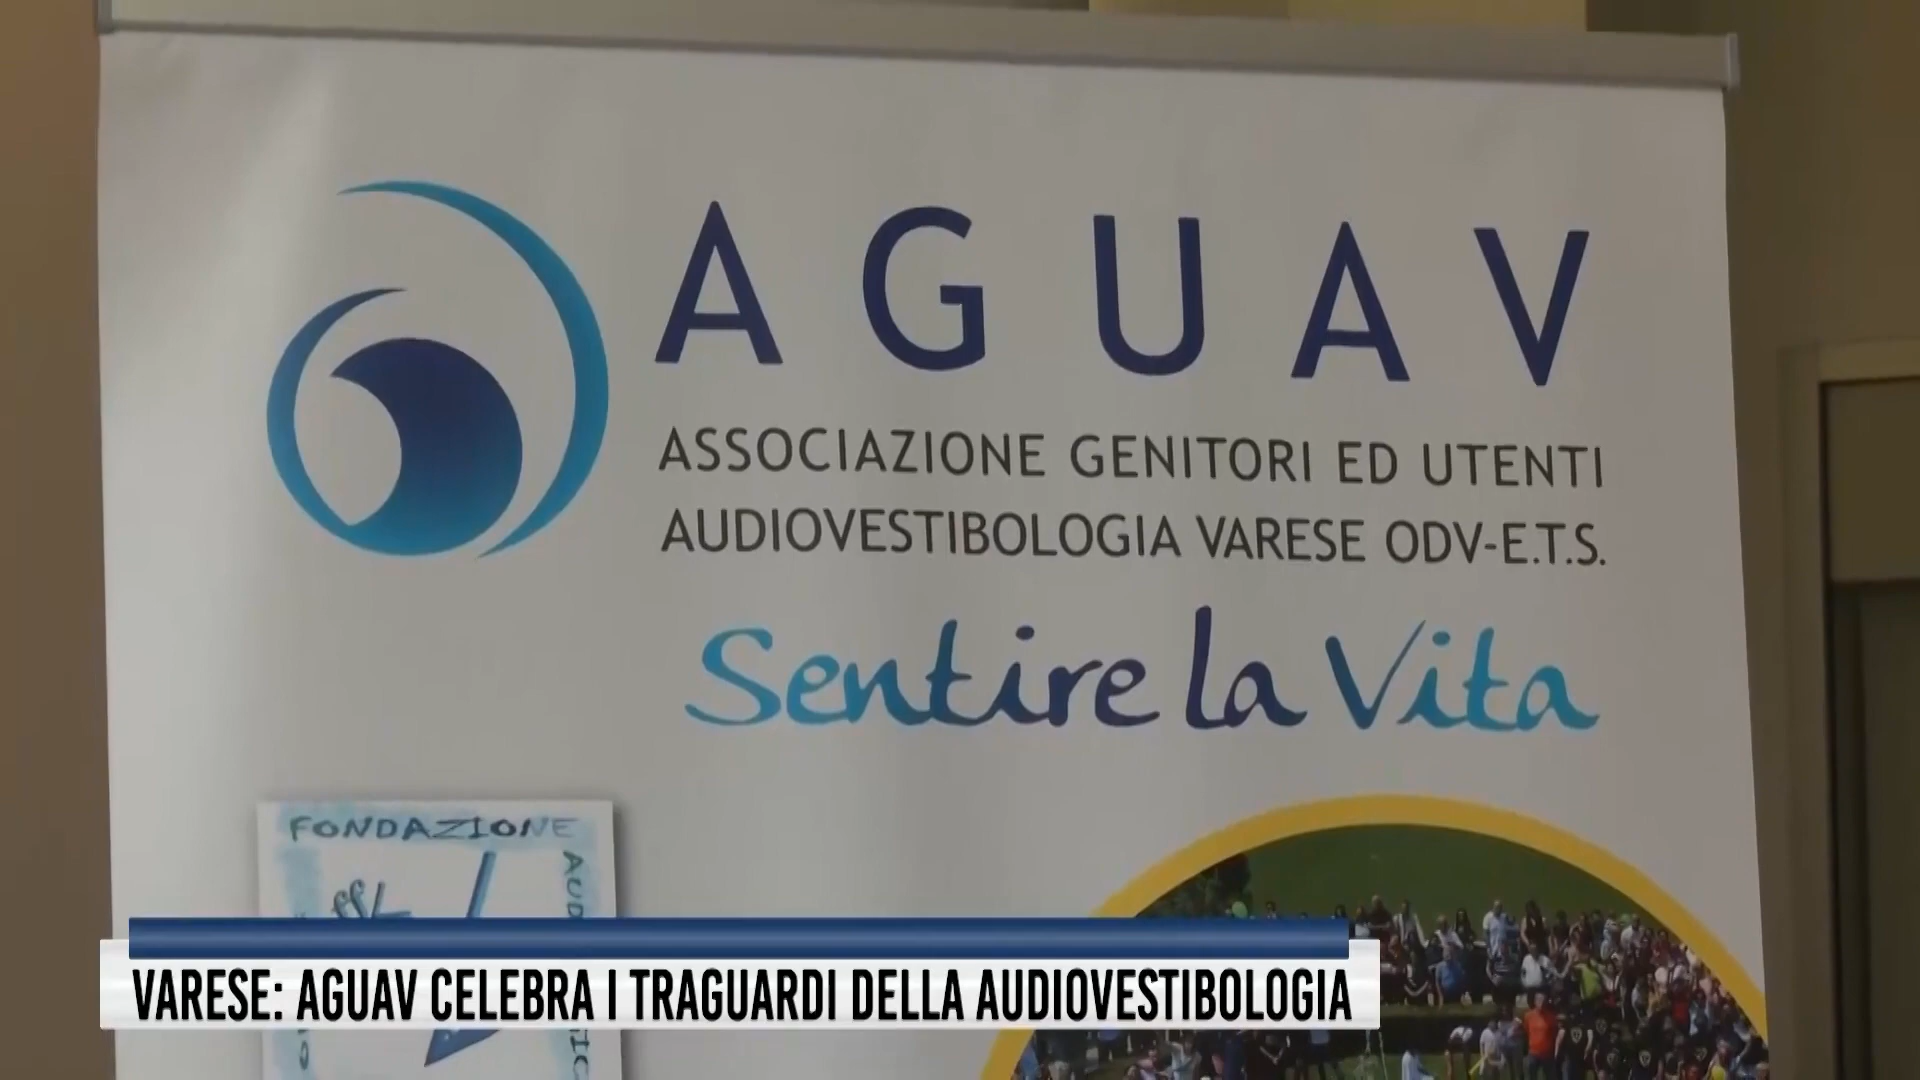 AGUAV
ASSOCIAZIONE GENITORI ED UTENTI
AUDIOVESTIBOLOGIA VARESE ODV-E.T.S.
Sentire la Vita
FONDAZIONE
VARESE: AGUAV CELEBRA I TRAGUARDI DELLA AUDIOVESTIBOLOGIA